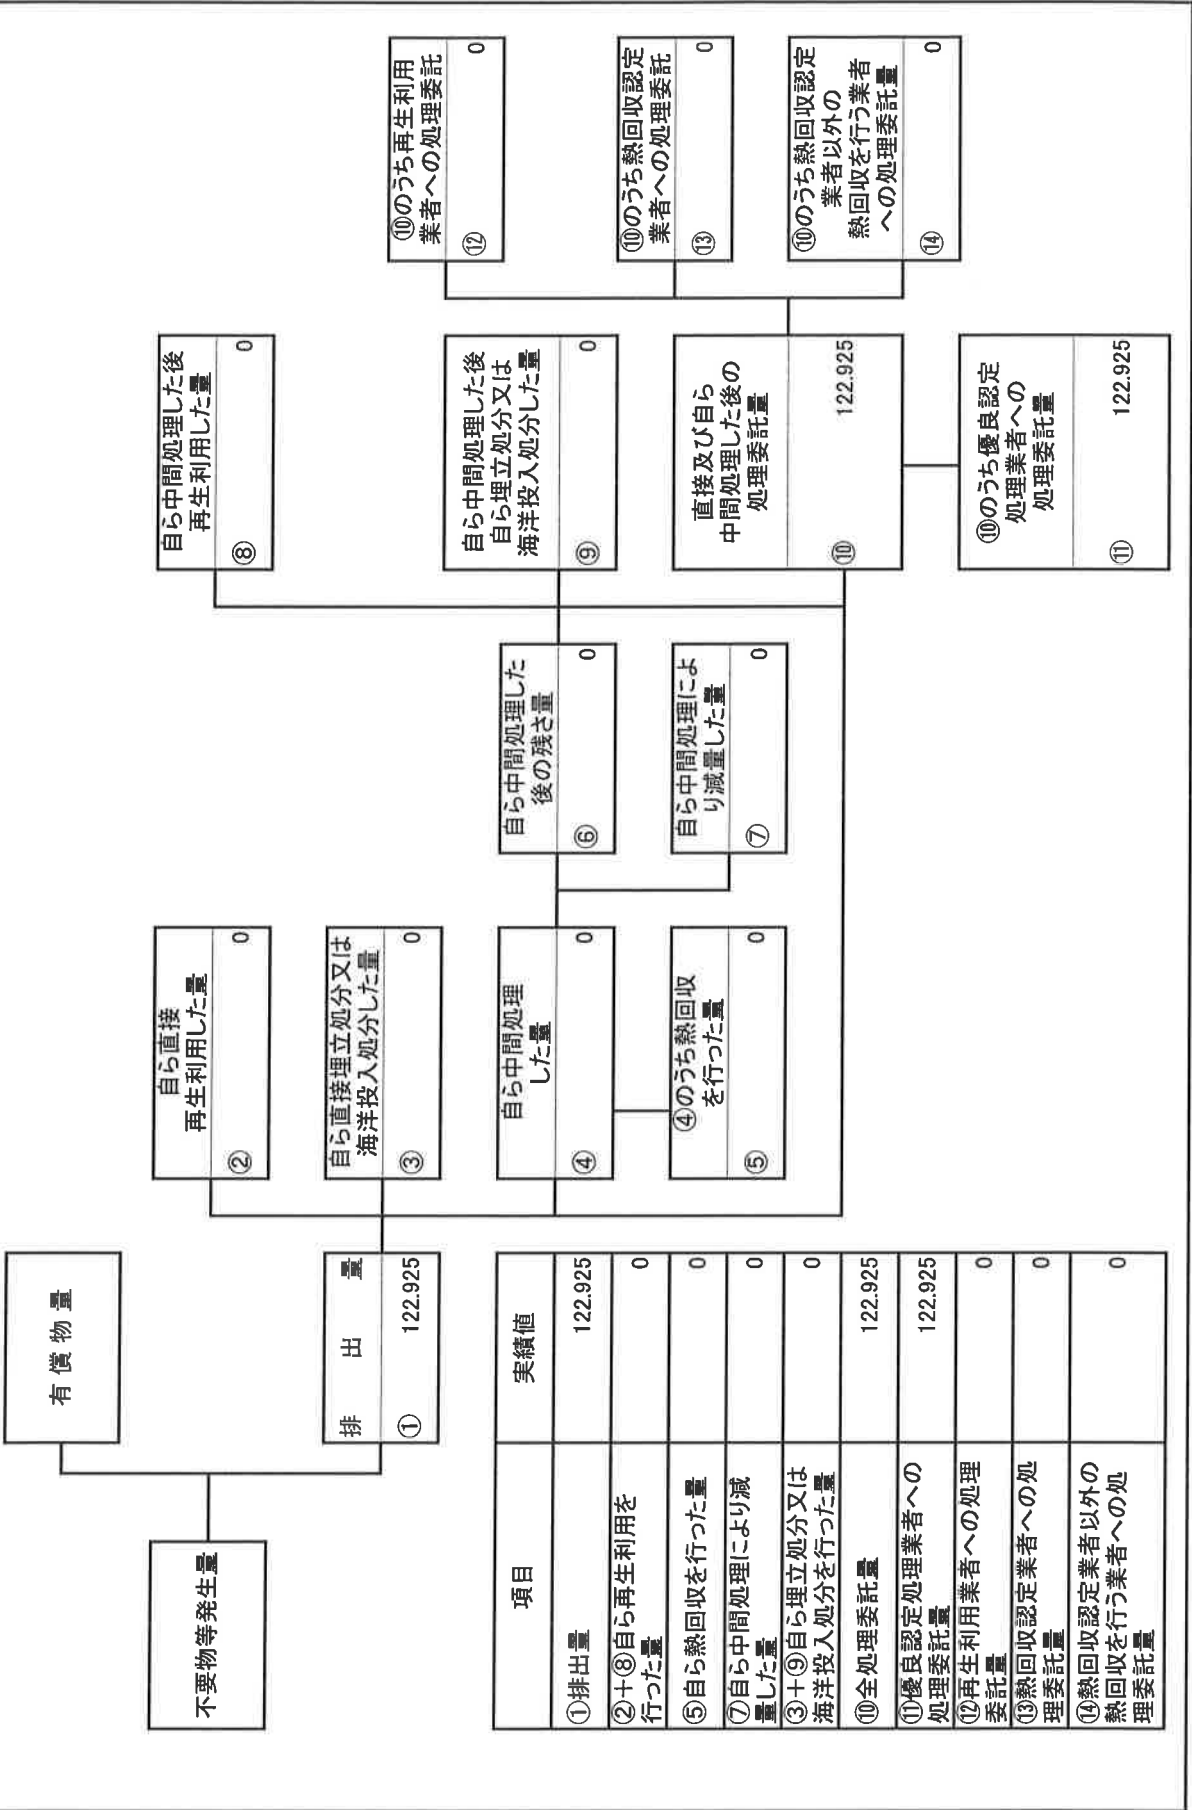 不要物等発生量
有償物量
排出量
① 122.925
自ら直接
再生利用した量
② 0
自ら直接埋立処分又は
海洋投入処分した量
③ 0
自ら中間処理
した量
④ 0
④のうち熱回収
を行った量
⑤ 0
自ら中間処理した
後の残さ量
⑥ 0
自ら中間処理によ
り減量した量
⑦ 0
自ら中間処理した後
再生利用した量
⑧ 0
自ら中間処理した後
自ら埋立処分又は
海洋投入処分した量
⑨ 0
直接及び自ら
中間処理した後の
処理委託量
⑩ 122.925
⑩のうち優良認定
処理業者への
処理委託量
⑪ 122.925
⑩のうち再生利用
業者への処理委託
⑫ 0
⑩のうち熱回収認定
業者への処理委託
⑬ 0
⑩のうち熱回収認定
業者以外の
熱回収を行う業者
への処理委託量
⑭ 0
項目 実績値
①排出量 122.925
②+⑧自ら再生利用を
行った量 0
⑤自ら熱回収を行った量 0
⑦自ら中間処理により減
量した量 0
③+⑨自ら埋立処分又は
海洋投入処分を行った量 0
⑩全処理委託量 122.925
⑪優良認定処理業者への
処理委託量 122.925
⑫再生利用業者への処理
委託量 0
⑬熱回収認定業者への処
理委託量 0
⑭熱回収認定業者以外の
熱回収を行う業者への処
理委託量 0